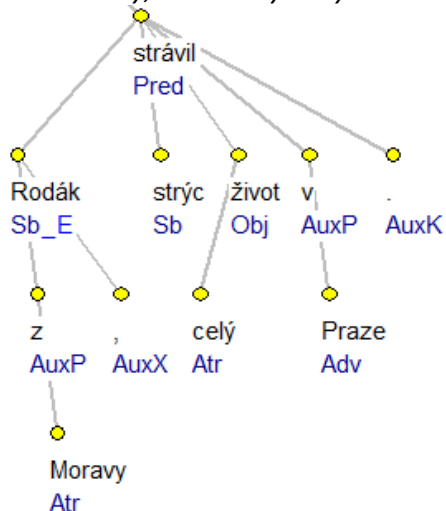 strávil
Pred
Rodák strýc život v .
Sb_E Sb Obj AuxP AuxK
z , celý Praze
AuxP AuxX Atr Adv
Moravy
Atr